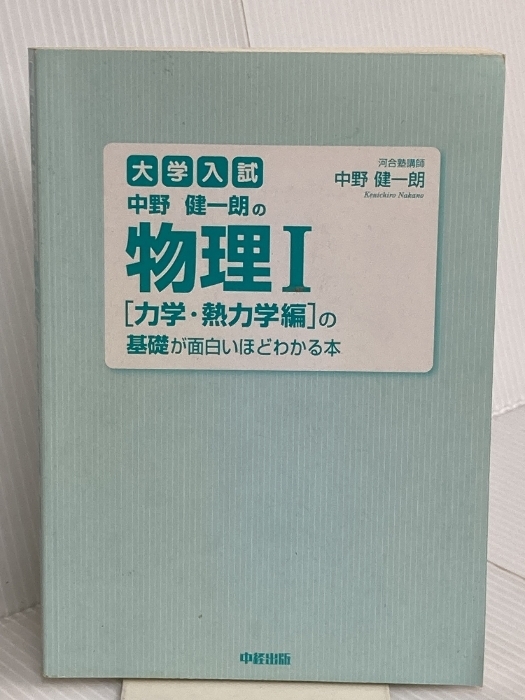 大学入試
河合塾講師
中野 健一朗
Kenichiro Nakano
中野 健一朗の
物理I
[力学・熱力学編]の
基礎が面白いほどわかる本
中経出版